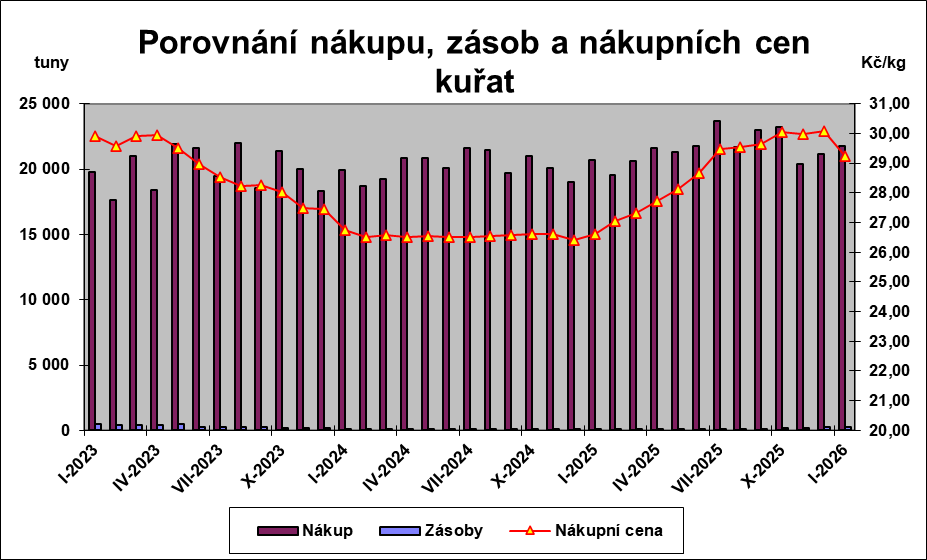 Porovnání nákupu, zásob a nákupních cen
kuřat
tuny
Kč/kg
25 000
20 000
15 000
10 000
5 000
0
31,00
30,00
29,00
28,00
27,00
26,00
25,00
24,00
23,00
22,00
21,00
20,00
I-2023
IV-2023
VII-2023
X-2023
I-2024
IV-2024
VII-2024
X-2024
I-2025
IV-2025
VII-2025
X-2025
I-2026
Nákup
Zásoby
Nákupní cena